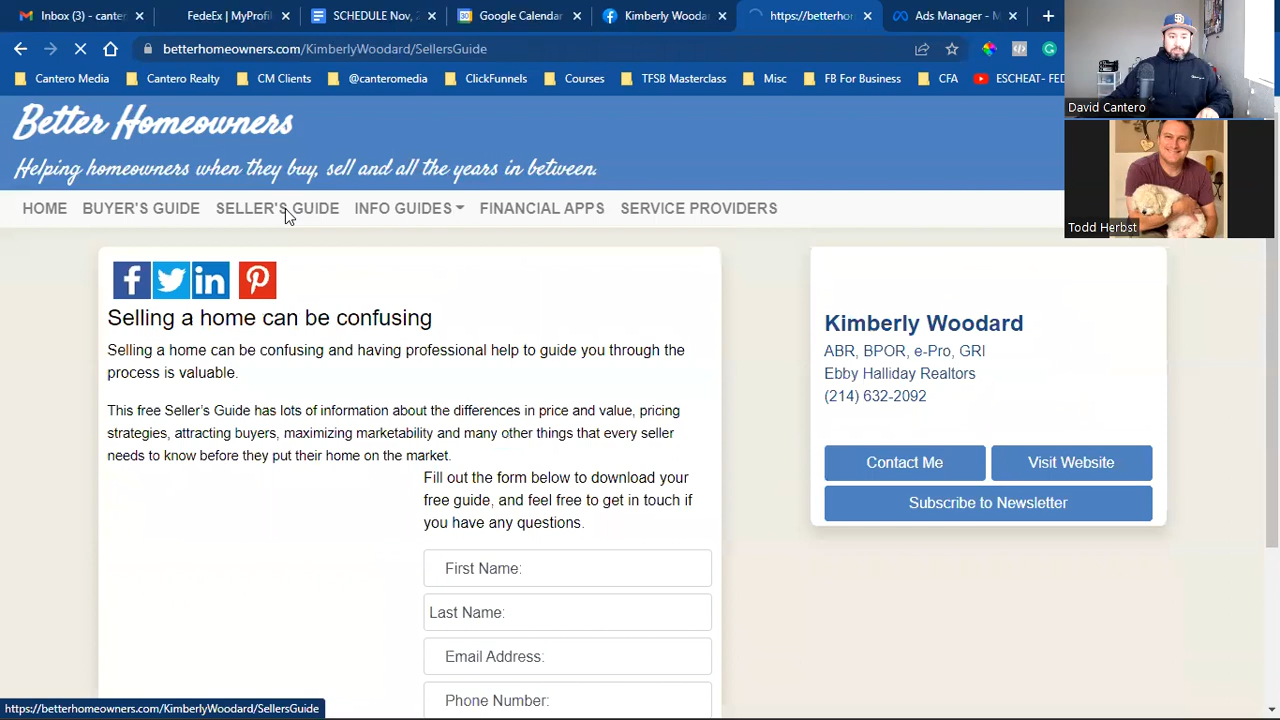 Inbox (3) - canter
FedeEx | MyProfil
SCHEDULE Nov, 2
Google Calendar
Kimberly Wooda
https://betterhom
Ads Manager - M
betterhomeowners.com/KimberlyWoodard/SellersGuide
Cantero Media
Cantero Realty
CM Clients
@canteromedia
ClickFunnels
Courses
TFSB Masterclass
Misc
FB For Business
CFA
ESCHEAT- FED
David Cantero
Todd Herbst
Better Homeowners
Helping homeowners when they buy, sell and all the years in between.
HOME BUYER'S GUIDE SELLER'S GUIDE INFO GUIDES FINANCIAL APPS SERVICE PROVIDERS
Selling a home can be confusing
Selling a home can be confusing and having professional help to guide you through the
process is valuable.
This free Seller's Guide has lots of information about the differences in price and value, pricing
strategies, attracting buyers, maximizing marketability and many other things that every seller
needs to know before they put their home on the market.
Fill out the form below to download your
free guide, and feel free to get in touch if
you have any questions.
First Name:
Last Name:
Email Address:
Phone Number:
Kimberly Woodard
ABR, BPOR, e-Pro, GRI
Ebby Halliday Realtors
(214) 632-2092
Contact Me
Visit Website
Subscribe to Newsletter
https://betterhomeowners.com/KimberlyWoodard/SellersGuide